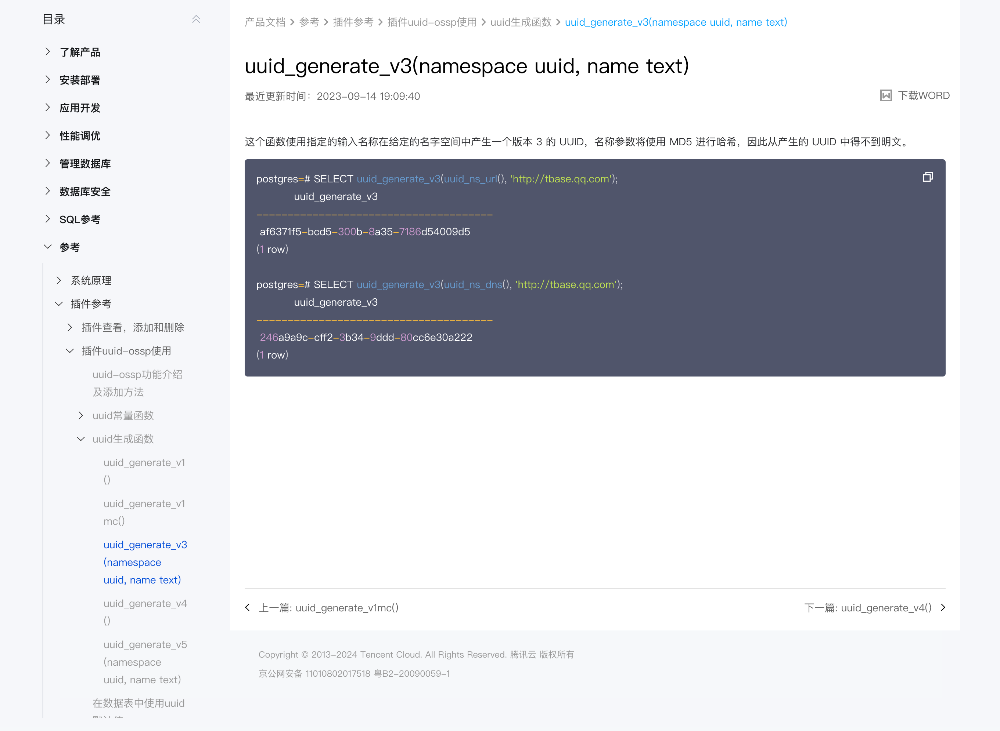 目录
了解产品
安装部署
应用开发
性能调优
管理数据库
数据库安全
SQL参考
参考
系统原理
插件参考
插件查看，添加和删除
插件uuid-ossp使用
uuid-ossp功能介绍
及添加方法
uuid常量函数
uuid生成函数
uuid_generate_v1
()
uuid_generate_v1
mc()
uuid_generate_v3
(namespace
uuid, name text)
uuid_generate_v4
()
uuid_generate_v5
(namespace
uuid, name text)
在数据表中使用uuid
产品文档 > 参考 > 插件参考 > 插件uuid-ossp使用 > uuid生成函数 > uuid_generate_v3(namespace uuid, name text)
uuid_generate_v3(namespace uuid, name text)
最近更新时间：2023-09-14 19:09:40
下载WORD
这个函数使用指定的输入名称在给定的名字空间中产生一个版本 3 的 UUID，名称参数将使用 MD5 进行哈希，因此从产生的 UUID 中得不到明文。
postgres=# SELECT uuid_generate_v3(uuid_ns_url(), 'http://tbase.qq.com');
uuid_generate_v3
--------------------------------------
af6371f5-bcd5-300b-8a35-7186d54009d5
(1 row)
postgres=# SELECT uuid_generate_v3(uuid_ns_dns(), 'http://tbase.qq.com');
uuid_generate_v3
--------------------------------------
246a9a9c-cff2-3b34-9ddd-80cc6e30a222
(1 row)
上一篇: uuid_generate_v1mc()
下一篇: uuid_generate_v4()
Copyright © 2013-2024 Tencent Cloud. All Rights Reserved. 腾讯云 版权所有
京公网安备 11010802017518 粤B2-20090059-1